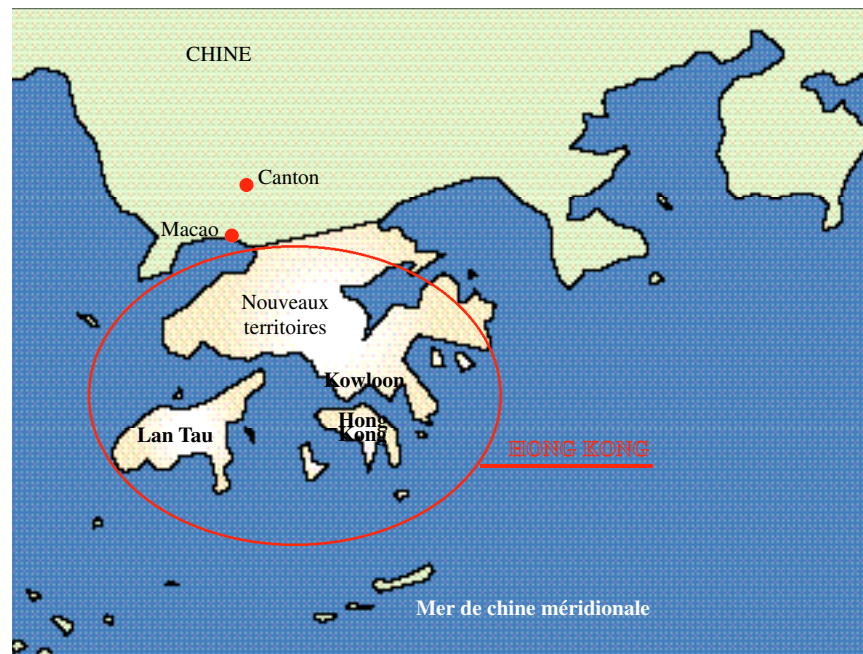 CHINE
Canton
Macao
Nouveaux
territoires
Kowloon
Hong
Kong
Lan Tau
HONG KONG
Mer de chine méridionale